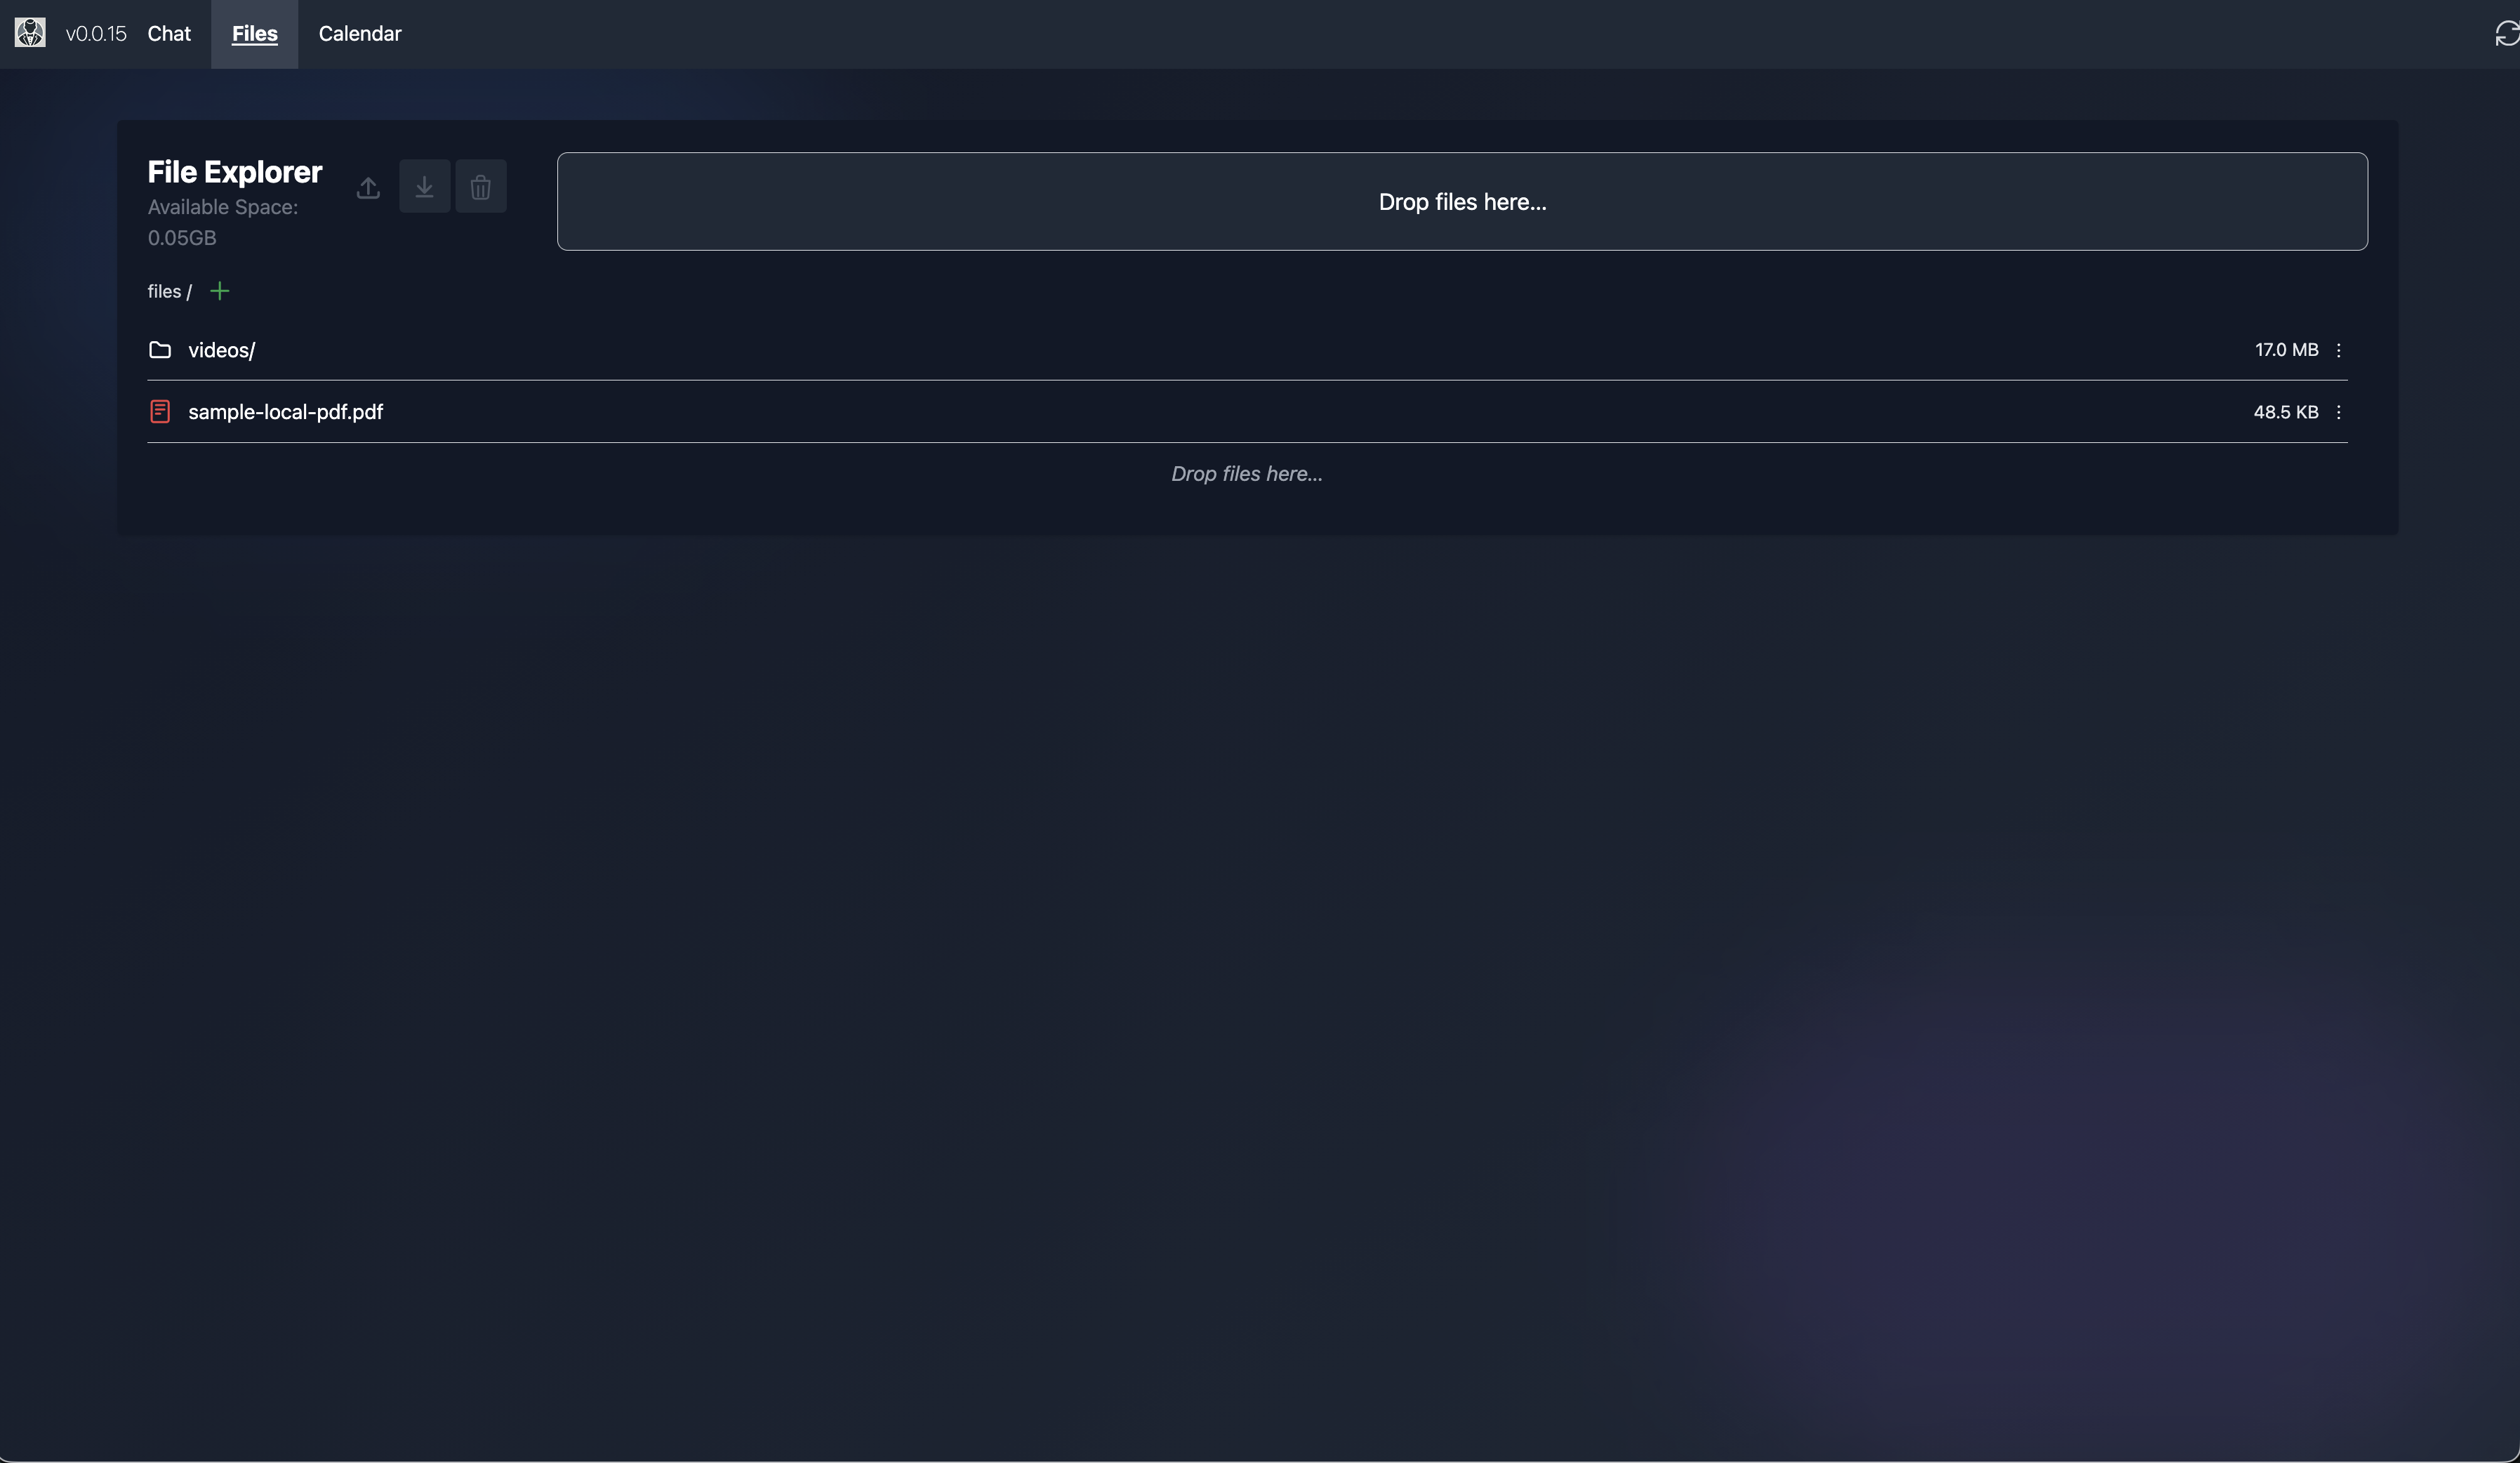 v0.0.15 Chat Files Calendar
File Explorer
Available Space:
0.05GB
Drop files here...
files / +
videos/ 17.0 MB
sample-local-pdf.pdf 48.5 KB
Drop files here...